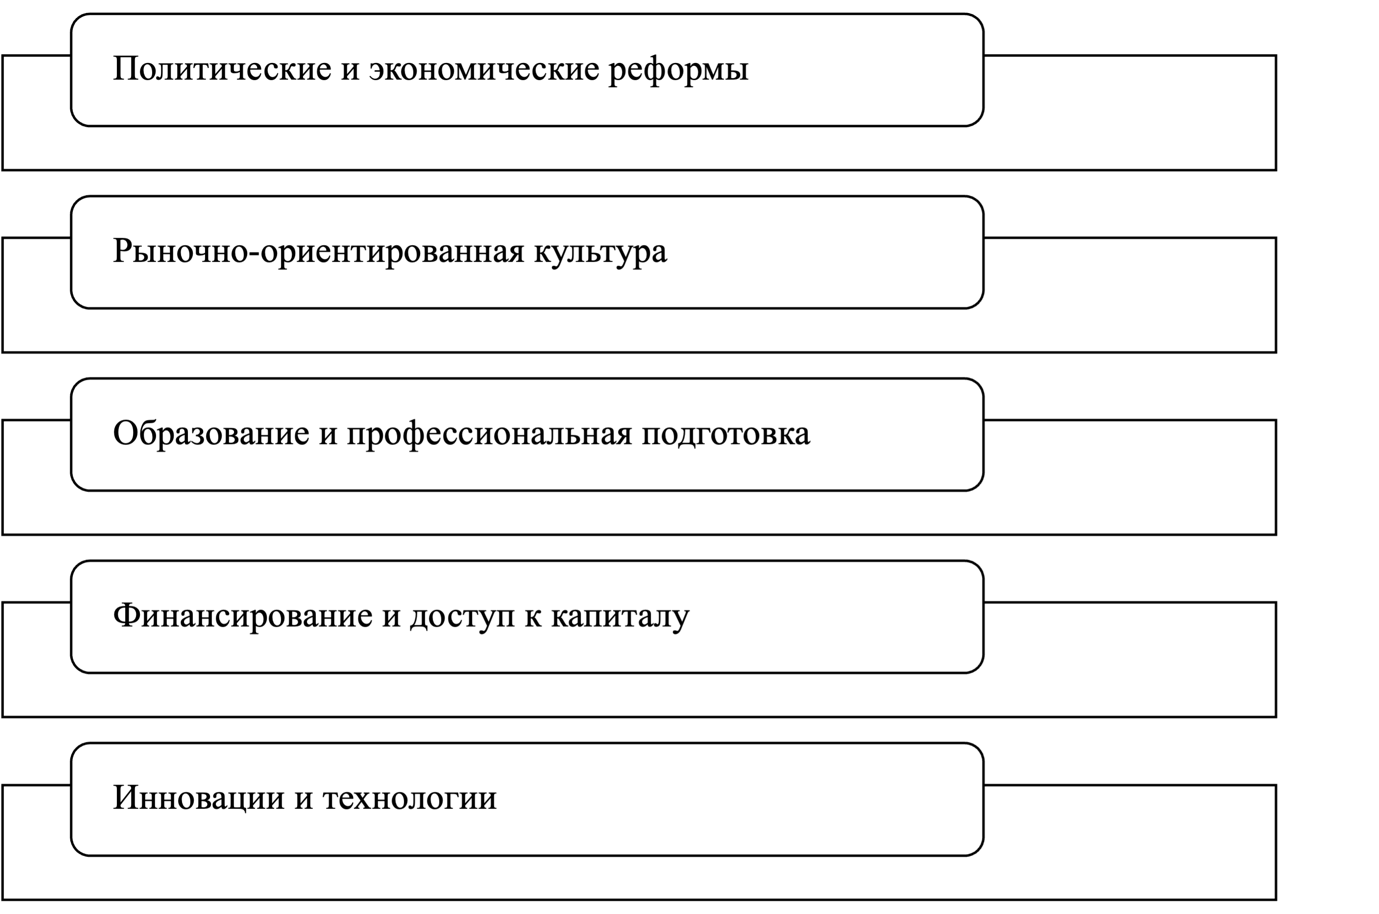 Политические и экономические реформы
Рыночно-ориентированная культура
Образование и профессиональная подготовка
Финансирование и доступ к капиталу
Инновации и технологии